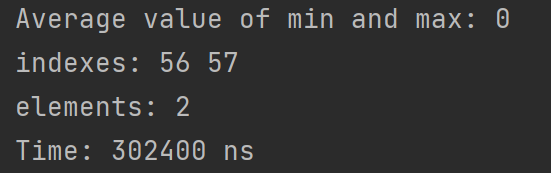 Average value of min and max: 0
indexes: 56 57
elements: 2
Time: 302400 ns